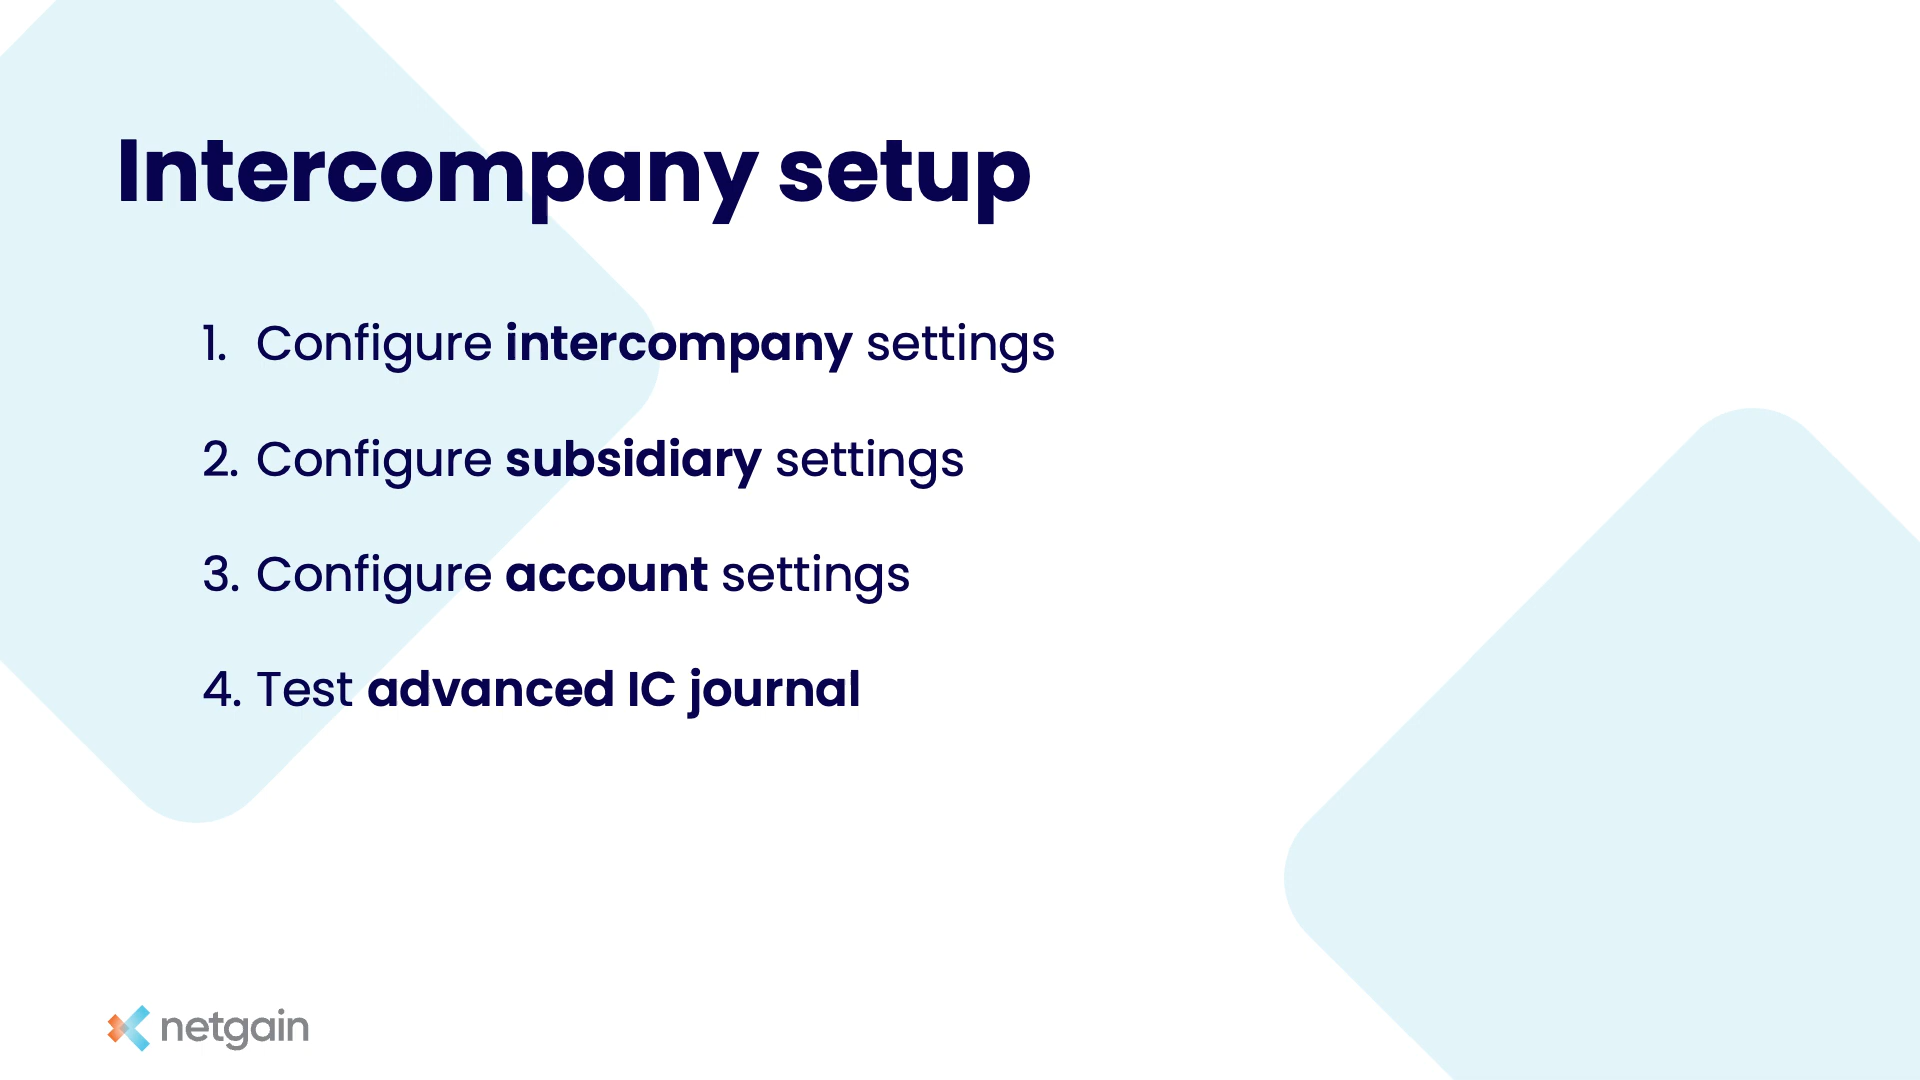 Intercompany setup
1. Configure intercompany settings
2. Configure subsidiary settings
3. Configure account settings
4. Test advanced IC journal
netgain